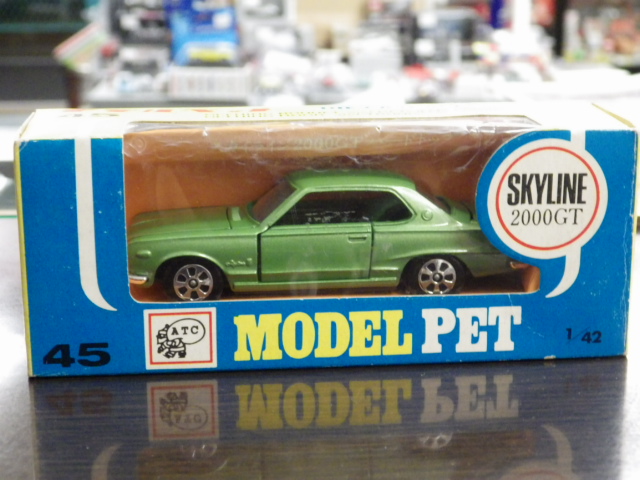 SKYLINE
2000GT
ATC
MODEL PET
45
1/42